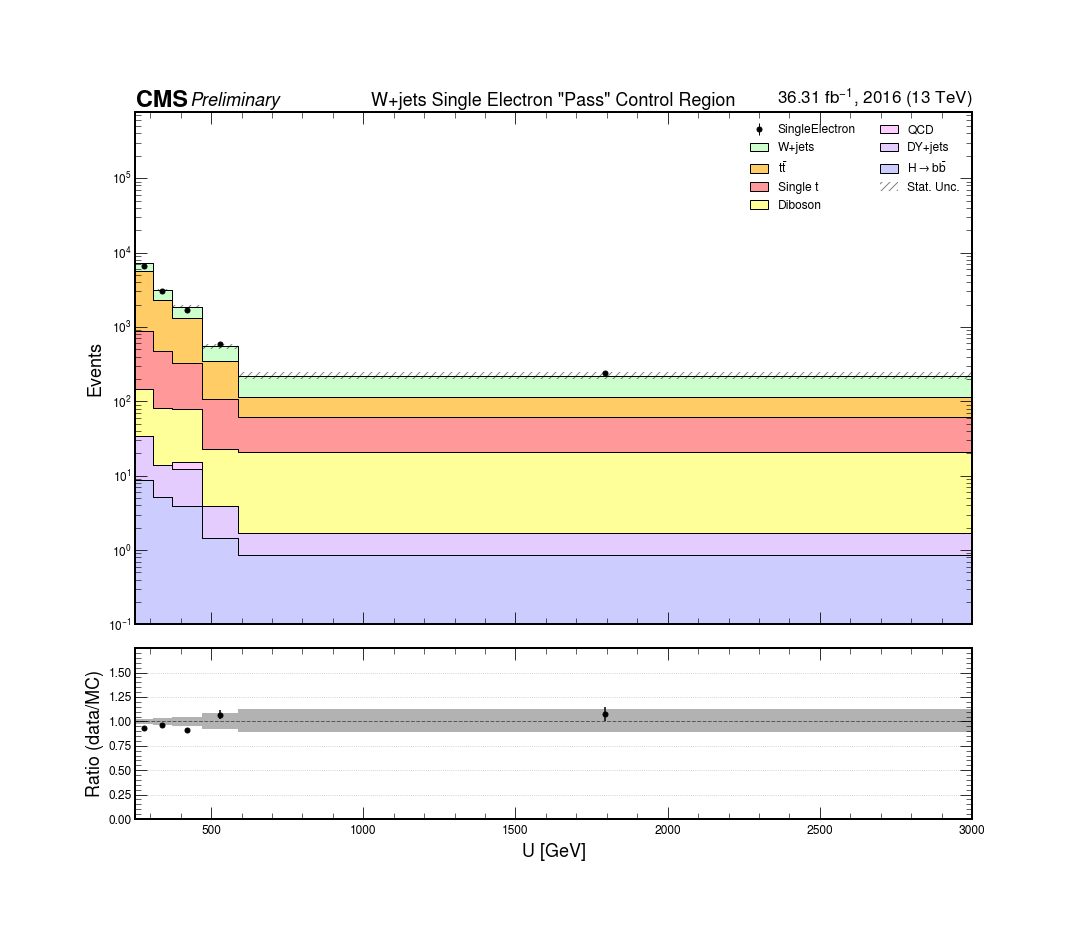 CMS Preliminary W+jets Single Electron "Pass" Control Region 36.31 fb⁻¹, 2016 (13 TeV)
SingleElectron
W+jets
tt̄
Single t
Diboson
QCD
DY+jets
H→bb̄
Stat. Unc.
Events
10⁵
10⁴
10³
10²
10¹
10⁰
10⁻¹
Ratio (data/MC)
1.50
1.25
1.00
0.75
0.50
0.25
0.00
500 1000 1500 2000 2500 3000
U [GeV]